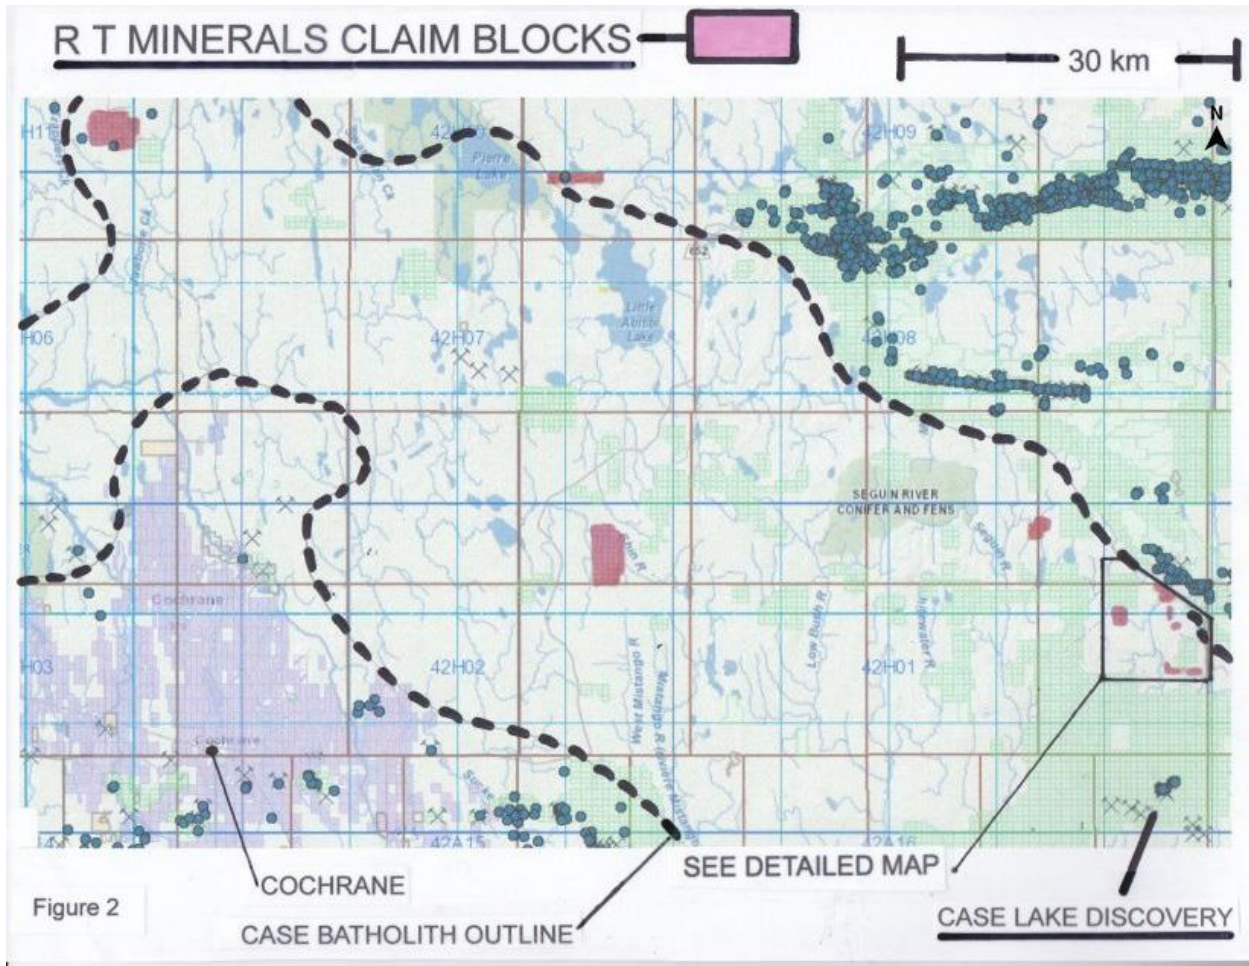 R T MINERALS CLAIM BLOCKS
30 km
N
42H09
Pierre
Lake
652
Little
Abitibi
Lake
H06
42H07
42H08
SEGUIN RIVER
CONIFER AND FENS
Seguin R
Low Bush R
West Mistango R
Cochrane
H03
42H02
42H01
Cochrane
42A15
42A16
COCHRANE
SEE DETAILED MAP
Figure 2
CASE BATHOLITH OUTLINE
CASE LAKE DISCOVERY